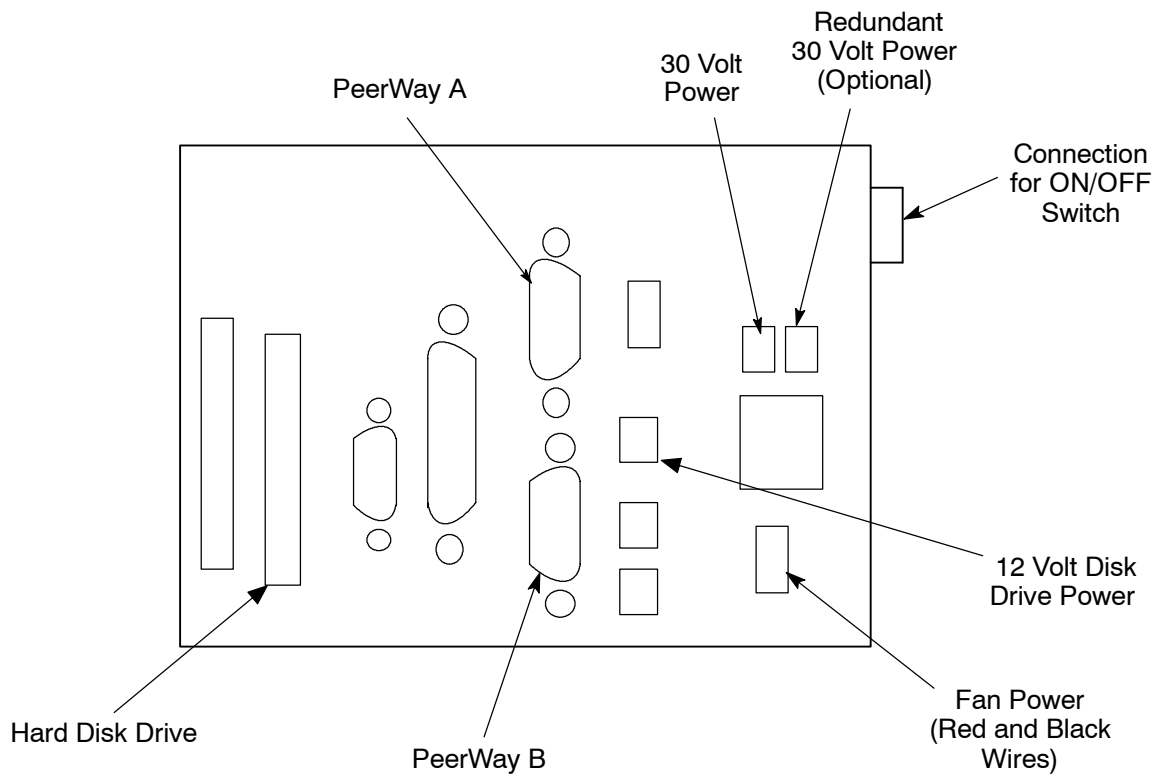 Redundant
30 Volt Power
(Optional)
30 Volt
Power
PeerWay A
Connection
for ON/OFF
Switch
12 Volt Disk
Drive Power
Fan Power
(Red and Black
Wires)
Hard Disk Drive
PeerWay B